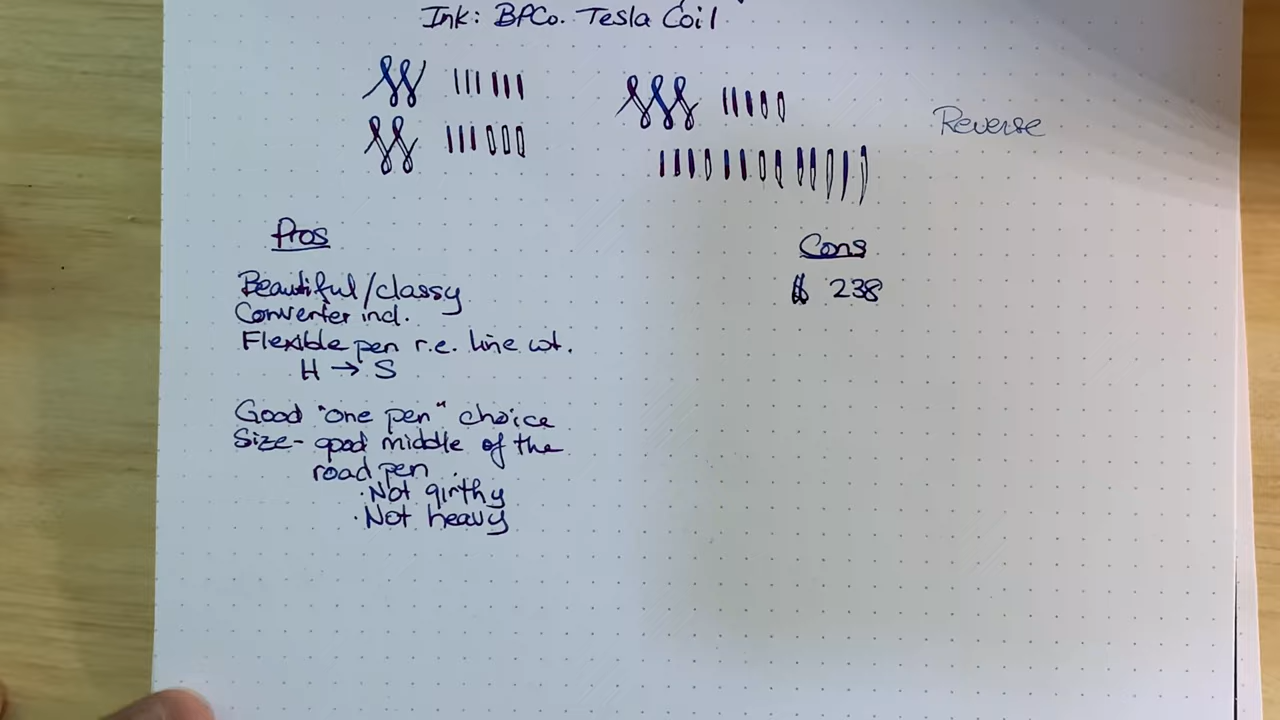 Ink: BPCo. Tesla Coil
Reverse
Pros
Beautiful/classy
Converter incl.
Flexible pen r.e. line wt.
H → S
Good "one pen" choice
Size- good middle of the
road pen
·Not girthy
·Not heavy
Cons
$ 238